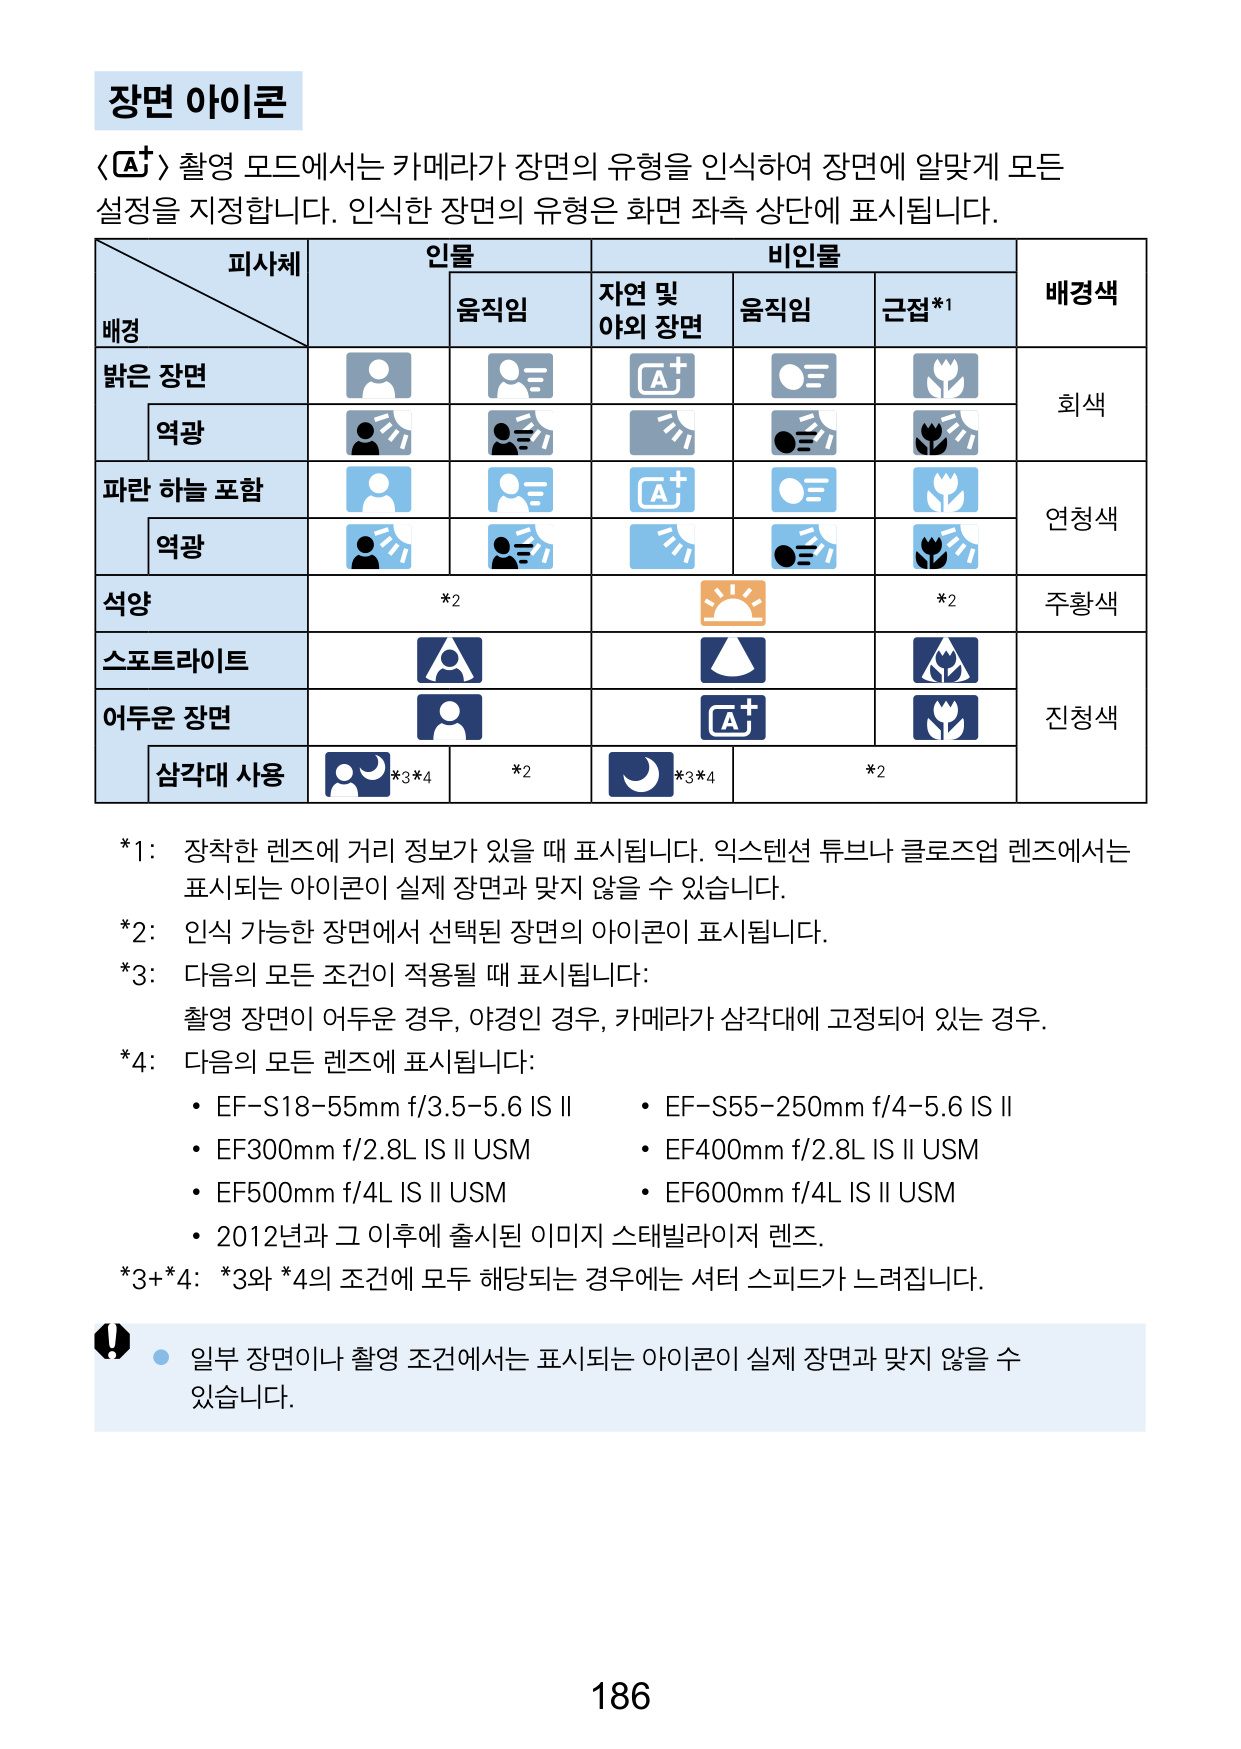 장면 아이콘
〈A+〉 촬영 모드에서는 카메라가 장면의 유형을 인식하여 장면에 알맞게 모든
설정을 지정합니다. 인식한 장면의 유형은 화면 좌측 상단에 표시됩니다.
피사체 인물 비인물 배경색
배경 움직임 자연 및 야외 장면 움직임 근접*1
밝은 장면 회색
역광
파란 하늘 포함 연청색
역광
석양 *2 *2 주황색
스포트라이트 진청색
어두운 장면
삼각대 사용 *3*4 *2 *3*4 *2
*1: 장착한 렌즈에 거리 정보가 있을 때 표시됩니다. 익스텐션 튜브나 클로즈업 렌즈에서는
표시되는 아이콘이 실제 장면과 맞지 않을 수 있습니다.
*2: 인식 가능한 장면에서 선택된 장면의 아이콘이 표시됩니다.
*3: 다음의 모든 조건이 적용될 때 표시됩니다:
촬영 장면이 어두운 경우, 야경인 경우, 카메라가 삼각대에 고정되어 있는 경우.
*4: 다음의 모든 렌즈에 표시됩니다:
• EF-S18-55mm f/3.5-5.6 IS II • EF-S55-250mm f/4-5.6 IS II
• EF300mm f/2.8L IS II USM • EF400mm f/2.8L IS II USM
• EF500mm f/4L IS II USM • EF600mm f/4L IS II USM
• 2012년과 그 이후에 출시된 이미지 스태빌라이저 렌즈.
*3+*4: *3와 *4의 조건에 모두 해당되는 경우에는 셔터 스피드가 느려집니다.
● 일부 장면이나 촬영 조건에서는 표시되는 아이콘이 실제 장면과 맞지 않을 수
있습니다.
186